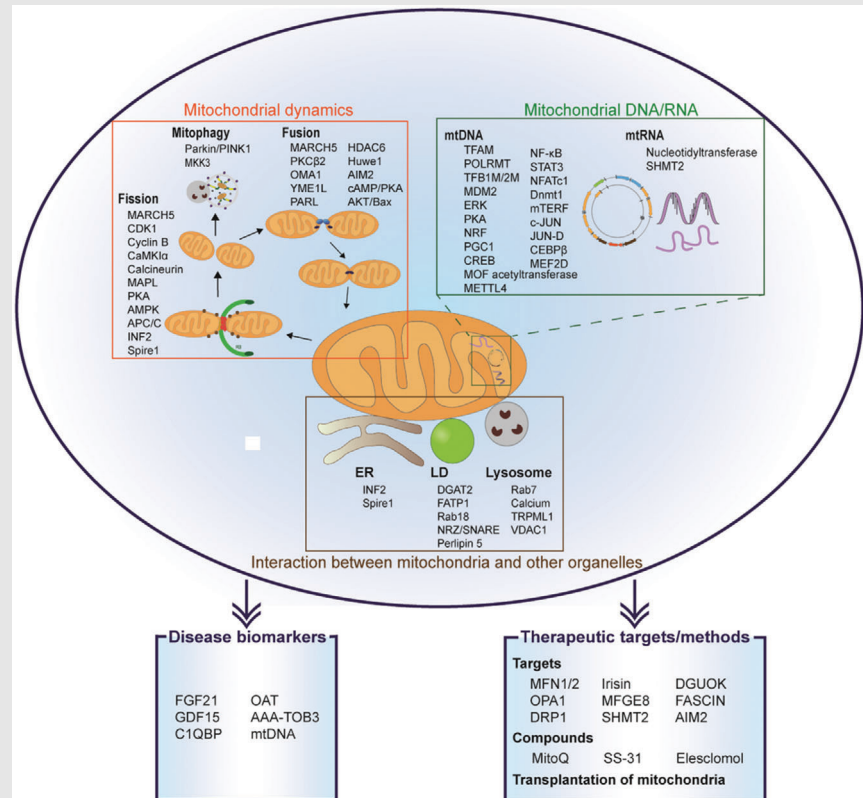 Mitochondrial dynamics
Mitophagy
Parkin/PINK1
MKK3
Fusion
MARCH5 HDAC6
PKCβ2 Huwe1
OMA1 AIM2
YME1L cAMP/PKA
PARL AKT/Bax
Fission
MARCH5
CDK1
Cyclin B
CaMKIα
Calcineurin
MAPL
PKA
AMPK
APC/C
INF2
Spire1
Mitochondrial DNA/RNA
mtDNA
TFAM
POLRMT
TFB1M/2M
MDM2
ERK
PKA
NRF
PGC1
CREB
MOF acetyltransferase
METTL4
NF-κB
STAT3
NFATc1
Dnmt1
mTERF
c-JUN
JUN-D
CEBPβ
MEF2D
mtRNA
Nucleotidyltransferase
SHMT2
ER
INF2
Spire1
LD
DGAT2
FATP1
Rab18
NRZ/SNARE
Perlipin 5
Lysosome
Rab7
Calcium
TRPML1
VDAC1
Interaction between mitochondria and other organelles
Disease biomarkers
FGF21 OAT
GDF15 AAA-TOB3
C1QBP mtDNA
Therapeutic targets/methods
Targets
MFN1/2 Irisin DGUOK
OPA1 MFGE8 FASCIN
DRP1 SHMT2 AIM2
Compounds
MitoQ SS-31 Elesclomol
Transplantation of mitochondria